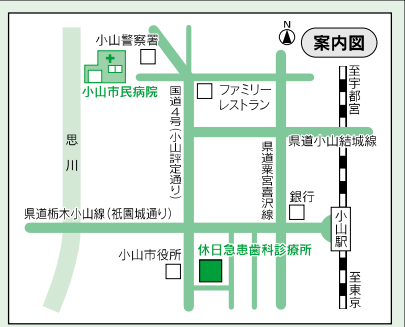 N
案内図
小山警察署
小山市民病院
ファミリー
レストラン
至宇都宮
国道4号(小山評定通り)
思川
県道小山結城線
県道粟宮喜沢線
銀行
県道栃木小山線(祇園城通り)
小山駅
小山市役所
休日急患歯科診療所
至東京